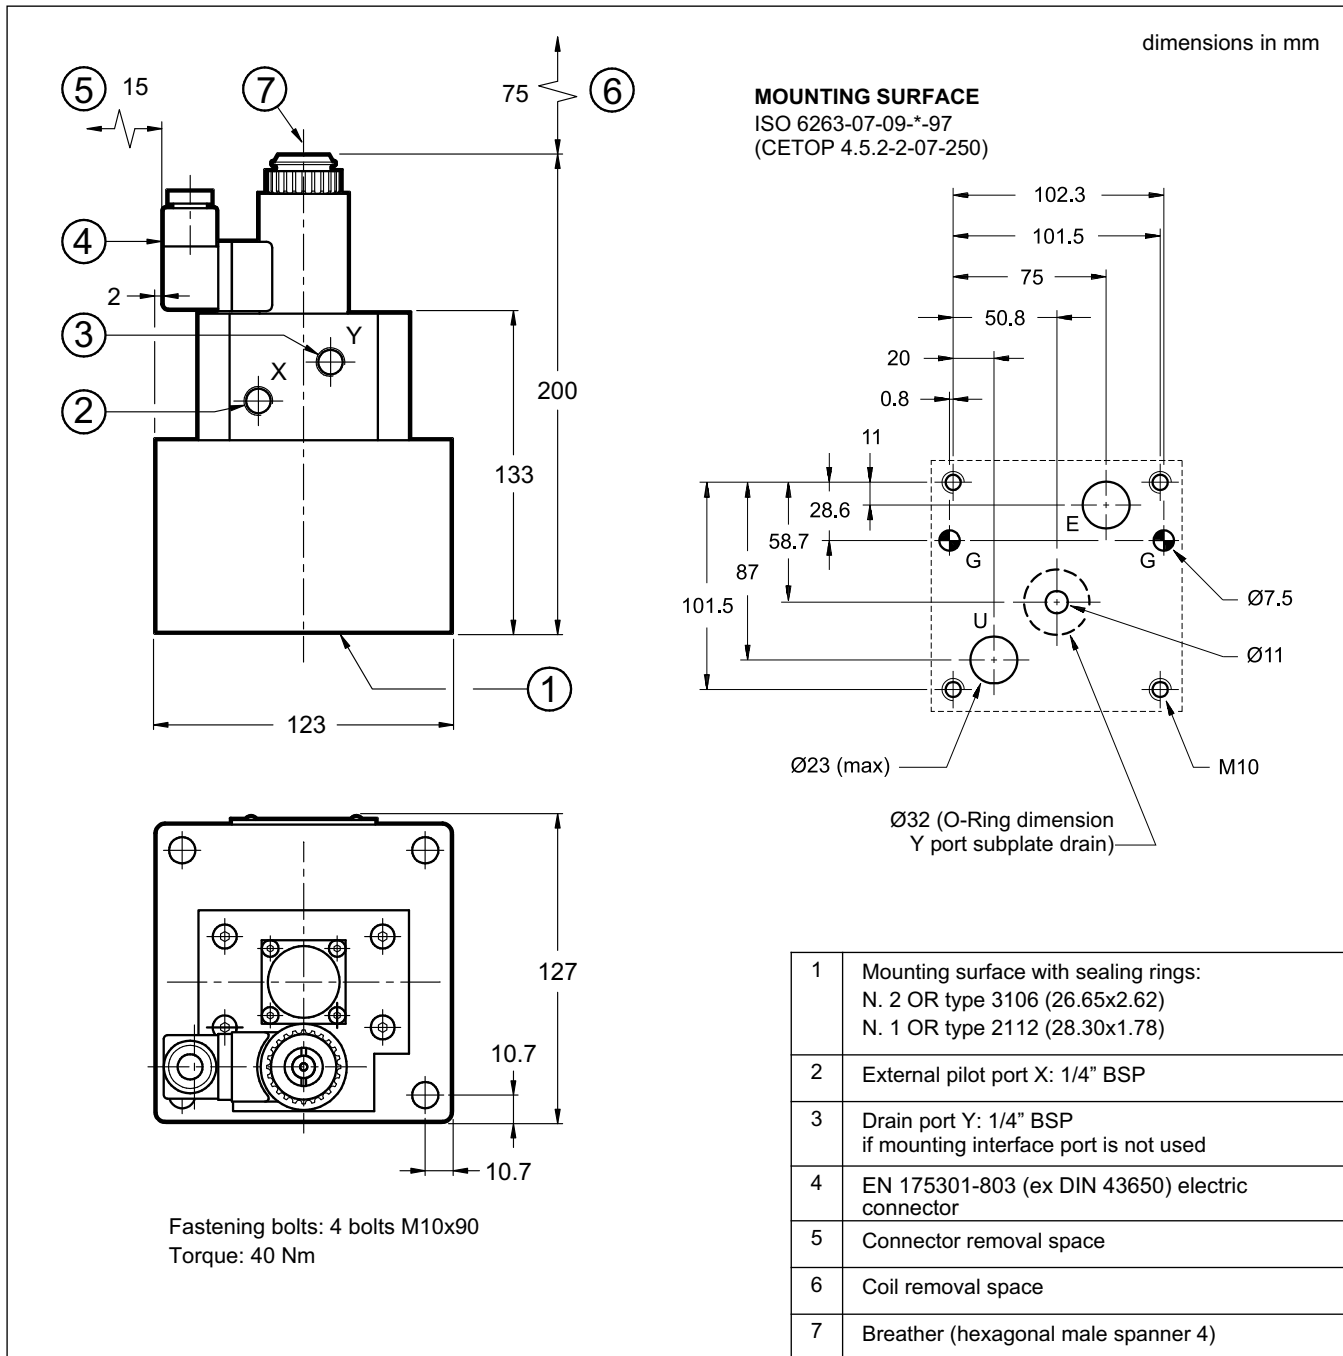 dimensions in mm
5
15
7
75
6
MOUNTING SURFACE
ISO 6263-07-09-*-97
(CETOP 4.5.2-2-07-250)
102.3
101.5
75
50.8
20
0.8
11
4
2
3
Y
X
2
200
133
28.6
58.7
87
101.5
E
G
G
U
Ø7.5
Ø11
1
123
Ø23 (max)
M10
Ø32 (O-Ring dimension
Y port subplate drain)
127
10.7
10.7
Fastening bolts: 4 bolts M10x90
Torque: 40 Nm
1 Mounting surface with sealing rings:
N. 2 OR type 3106 (26.65x2.62)
N. 1 OR type 2112 (28.30x1.78)
2 External pilot port X: 1/4” BSP
3 Drain port Y: 1/4” BSP
if mounting interface port is not used
4 EN 175301-803 (ex DIN 43650) electric
connector
5 Connector removal space
6 Coil removal space
7 Breather (hexagonal male spanner 4)